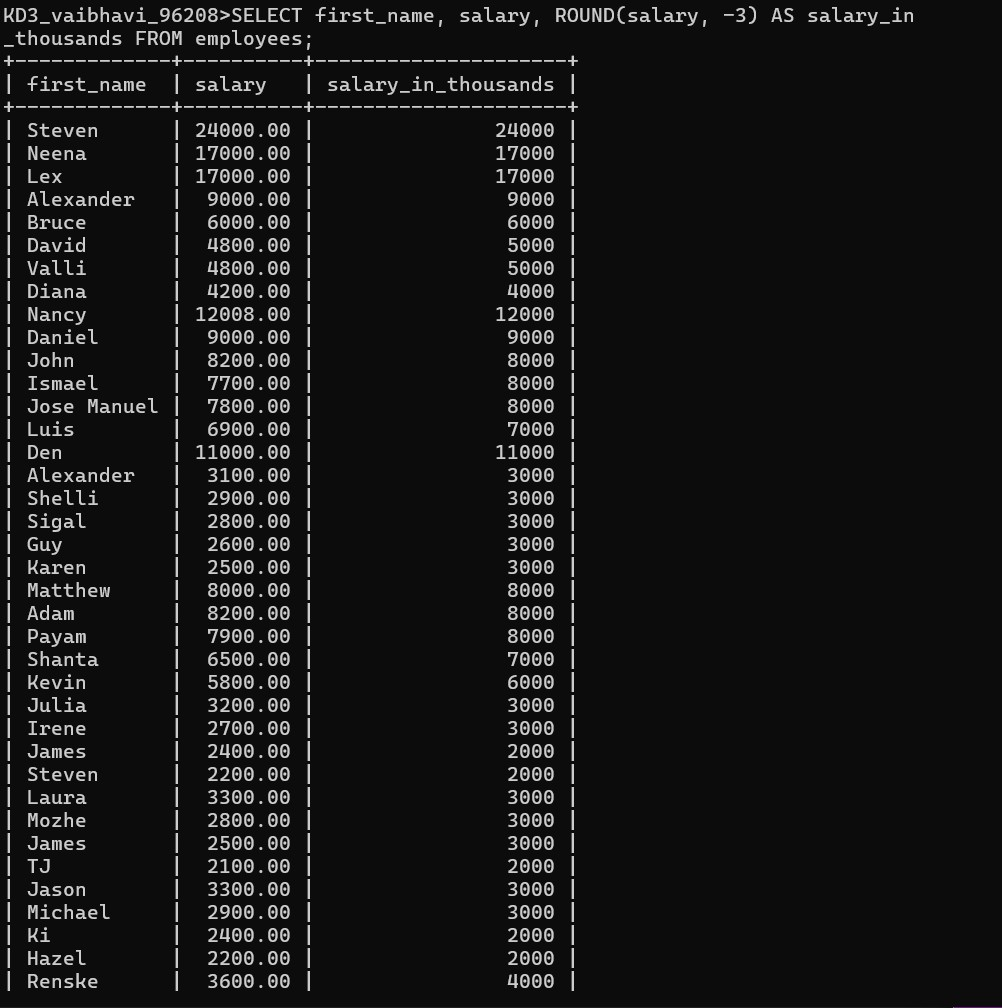 KD3_vaibhavi_96208>SELECT first_name, salary, ROUND(salary, -3) AS salary_in
_thousands FROM employees;
+-------------+----------+---------------------+
| first_name  | salary   | salary_in_thousands |
+-------------+----------+---------------------+
| Steven      | 24000.00 |               24000 |
| Neena       | 17000.00 |               17000 |
| Lex         | 17000.00 |               17000 |
| Alexander   |  9000.00 |                9000 |
| Bruce       |  6000.00 |                6000 |
| David       |  4800.00 |                5000 |
| Valli       |  4800.00 |                5000 |
| Diana       |  4200.00 |                4000 |
| Nancy       | 12008.00 |               12000 |
| Daniel      |  9000.00 |                9000 |
| John        |  8200.00 |                8000 |
| Ismael      |  7700.00 |                8000 |
| Jose Manuel |  7800.00 |                8000 |
| Luis        |  6900.00 |                7000 |
| Den         | 11000.00 |               11000 |
| Alexander   |  3100.00 |                3000 |
| Shelli      |  2900.00 |                3000 |
| Sigal       |  2800.00 |                3000 |
| Guy         |  2600.00 |                3000 |
| Karen       |  2500.00 |                3000 |
| Matthew     |  8000.00 |                8000 |
| Adam        |  8200.00 |                8000 |
| Payam       |  7900.00 |                8000 |
| Shanta      |  6500.00 |                7000 |
| Kevin       |  5800.00 |                6000 |
| Julia       |  3200.00 |                3000 |
| Irene       |  2700.00 |                3000 |
| James       |  2400.00 |                2000 |
| Steven      |  2200.00 |                2000 |
| Laura       |  3300.00 |                3000 |
| Mozhe       |  2800.00 |                3000 |
| James       |  2500.00 |                3000 |
| TJ          |  2100.00 |                2000 |
| Jason       |  3300.00 |                3000 |
| Michael     |  2900.00 |                3000 |
| Ki          |  2400.00 |                2000 |
| Hazel       |  2200.00 |                2000 |
| Renske      |  3600.00 |                4000 |